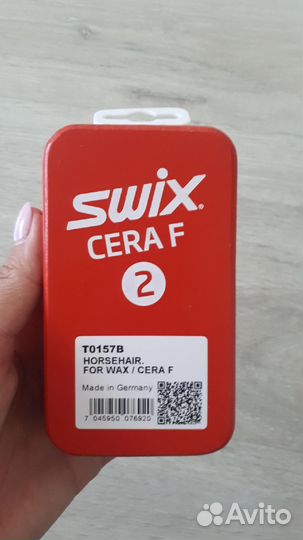 SWIX®
CERA F
2
T0157B
HORSEHAIR.
FOR WAX / CERA F
Made in Germany
7 045950 076920
Avito